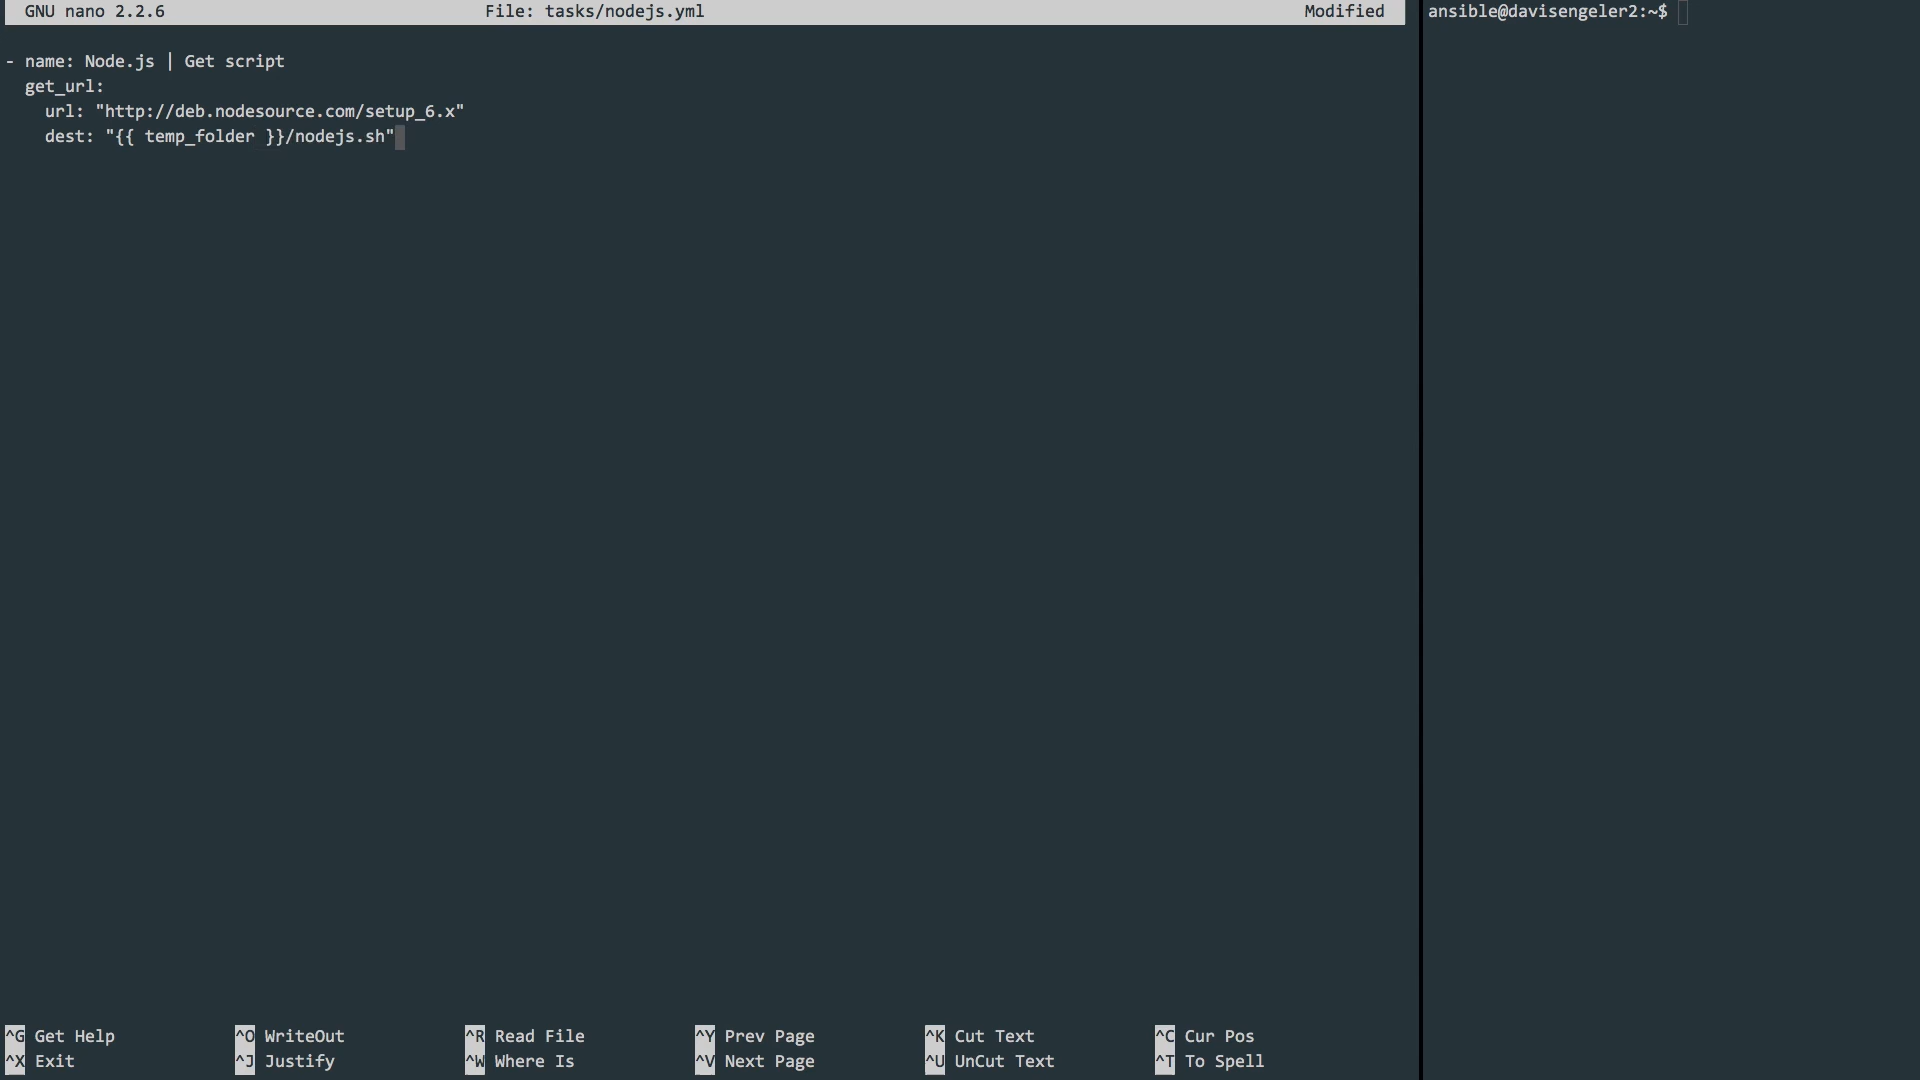 GNU nano 2.2.6 File: tasks/nodejs.yml Modified
- name: Node.js | Get script
  get_url:
    url: "http://deb.nodesource.com/setup_6.x"
    dest: "{{ temp_folder }}/nodejs.sh"
^G Get Help ^O WriteOut ^R Read File ^Y Prev Page ^K Cut Text ^C Cur Pos
^X Exit ^J Justify ^W Where Is ^V Next Page ^U UnCut Text ^T To Spell
ansible@davisengeler2:~$